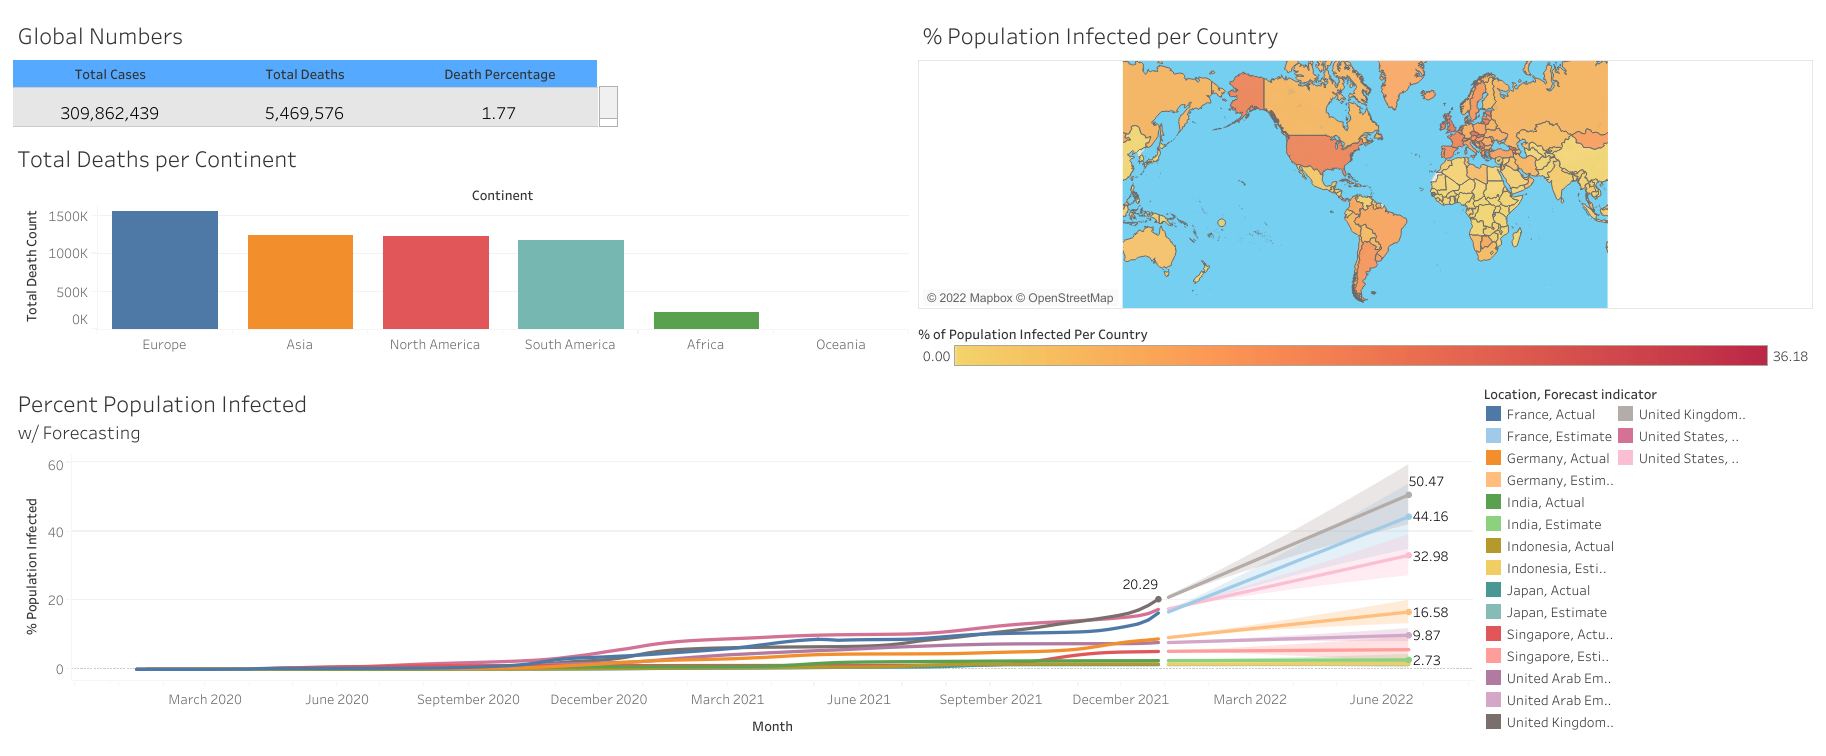 Global Numbers
Total Cases Total Deaths Death Percentage
309,862,439 5,469,576 1.77
Total Deaths per Continent
Continent
Total Death Count
1500K
1000K
500K
0K
Europe Asia North America South America Africa Oceania
% Population Infected per Country
© 2022 Mapbox © OpenStreetMap
% of Population Infected Per Country
0.00 36.18
Percent Population Infected
w/ Forecasting
% Population Infected
60
40
20
0
20.29
50.47
44.16
32.98
16.58
9.87
2.73
March 2020 June 2020 September 2020 December 2020 March 2021 June 2021 September 2021 December 2021 March 2022 June 2022
Month
Location, Forecast indicator
France, Actual
France, Estimate
Germany, Actual
Germany, Estim..
India, Actual
India, Estimate
Indonesia, Actual
Indonesia, Esti..
Japan, Actual
Japan, Estimate
Singapore, Actu..
Singapore, Esti..
United Arab Em..
United Arab Em..
United Kingdom..
United Kingdom..
United States, ..
United States, ..